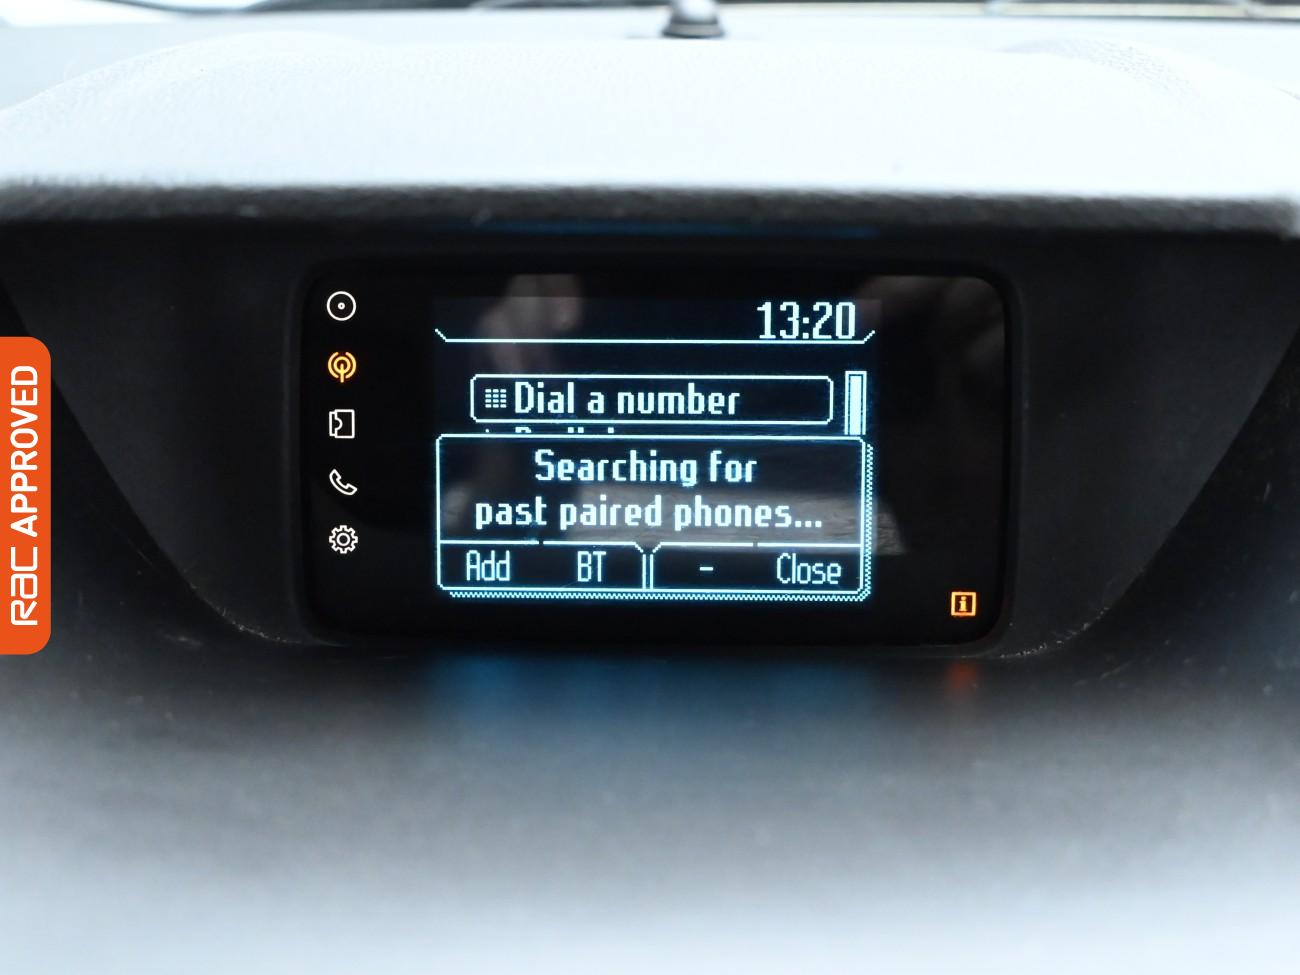 RAC APPROVED
13:20
Dial a number
Searching for
past paired phones...
Add BT - Close
i